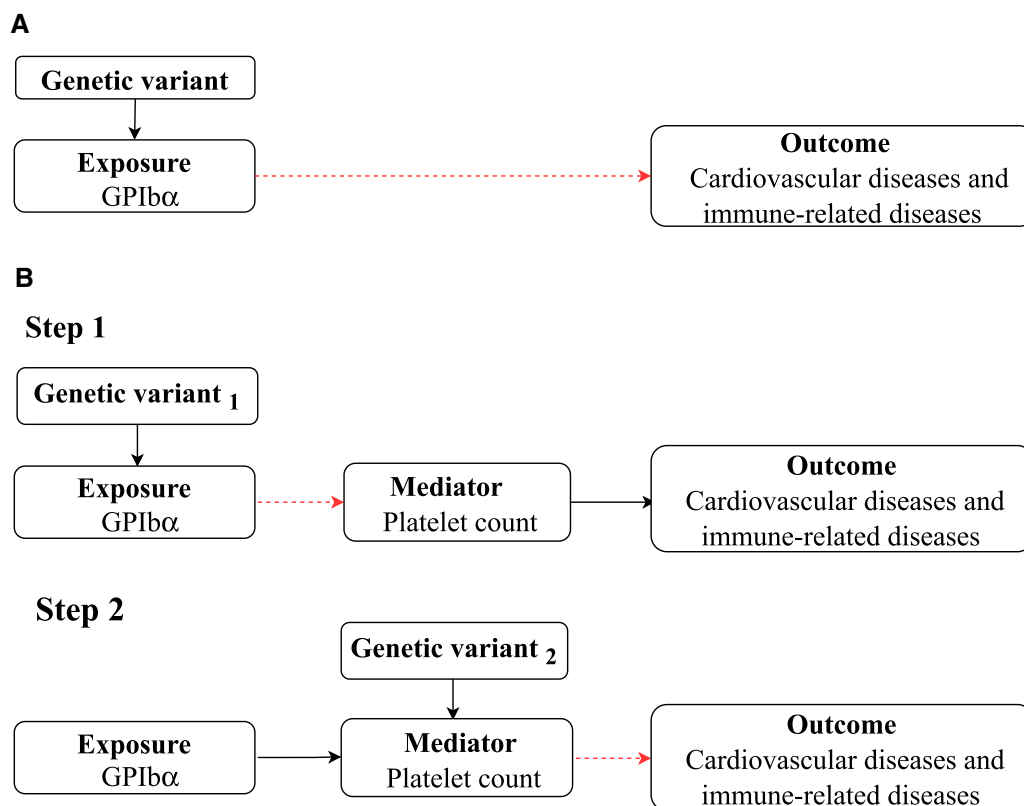 A
Genetic variant
Exposure
GPIbα
Outcome
Cardiovascular diseases and
immune-related diseases
B
Step 1
Genetic variant 1
Exposure
GPIbα
Mediator
Platelet count
Outcome
Cardiovascular diseases and
immune-related diseases
Step 2
Genetic variant 2
Exposure
GPIbα
Mediator
Platelet count
Outcome
Cardiovascular diseases and
immune-related diseases